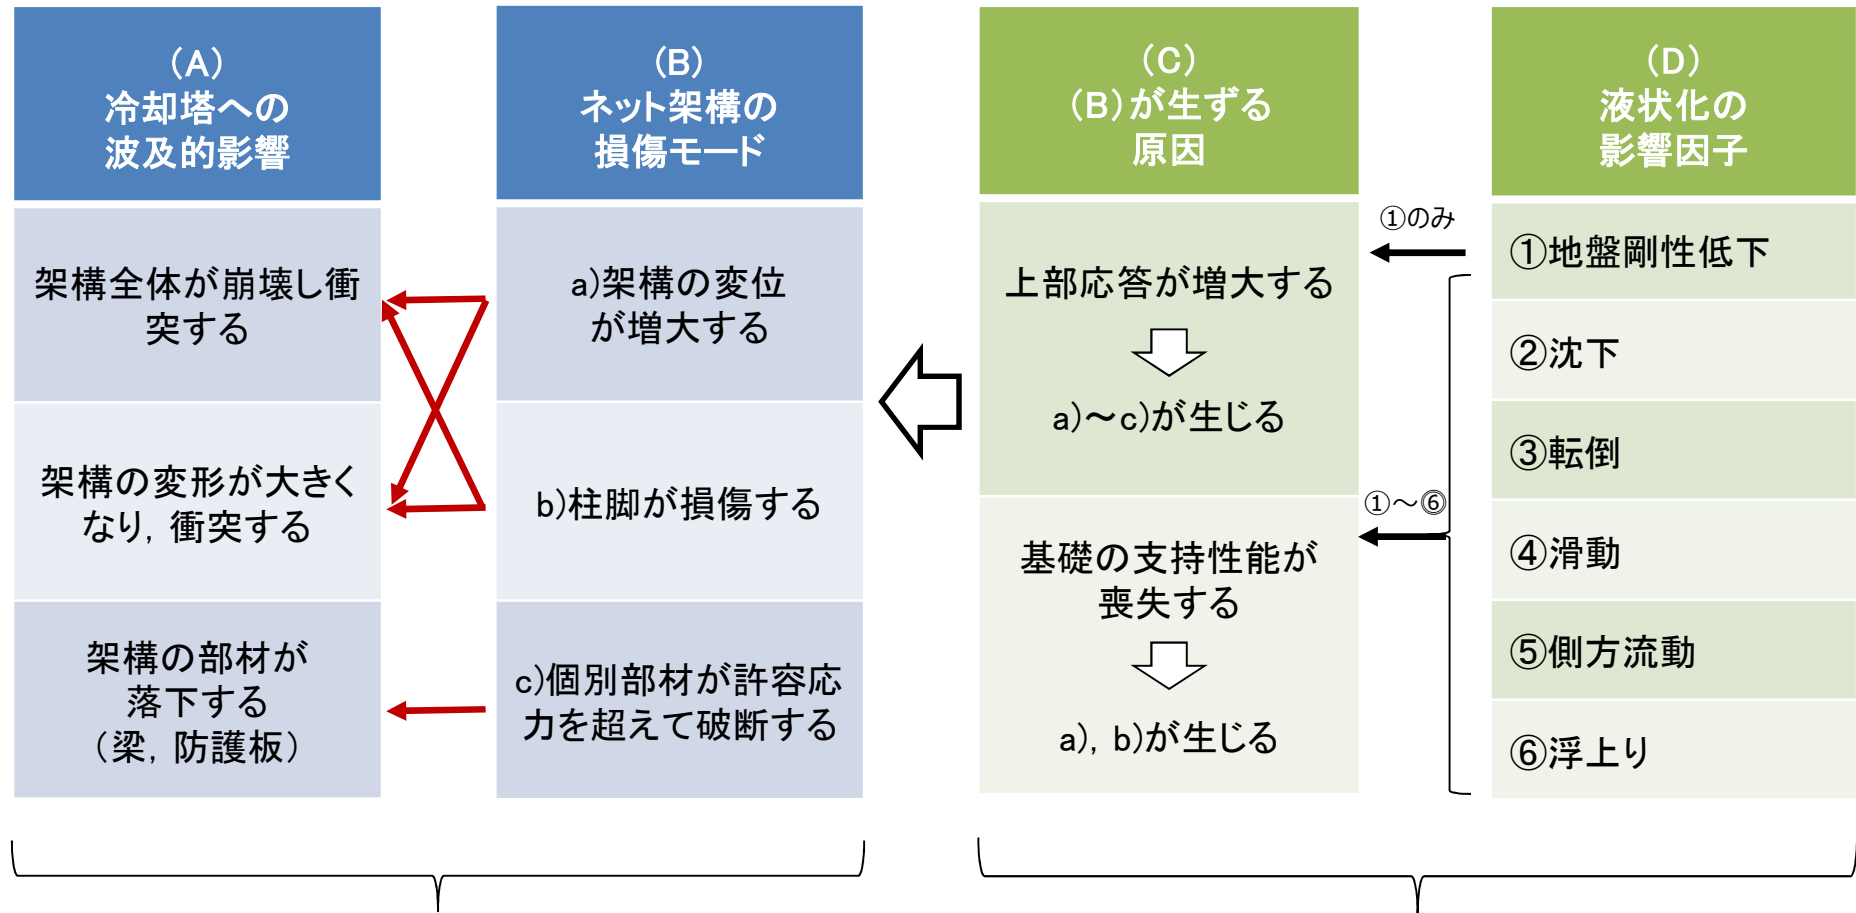 (A)
冷却塔への
波及的影響
架構全体が崩壊し衝
突する
架構の変形が大きく
なり，衝突する
架構の部材が
落下する
（梁，防護板）
(B)
ネット架構の
損傷モード
a)架構の変位
が増大する
b)柱脚が損傷する
c)個別部材が許容応
力を超えて破断する
(C)
(B)が生ずる
原因
上部応答が増大する
a)～c)が生じる
基礎の支持性能が
喪失する
a)，b)が生じる
①のみ
①～⑥
(D)
液状化の
影響因子
①地盤剛性低下
②沈下
③転倒
④滑動
⑤側方流動
⑥浮上り